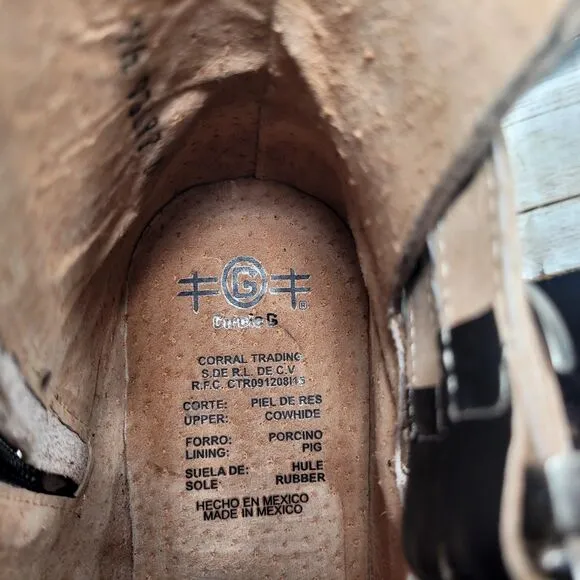 G
®
Circle G
CORRAL TRADING
S.DE R.L. DE C.V
R.F.C. CTR091208I15
CORTE: PIEL DE RES
UPPER: COWHIDE
FORRO: PORCINO
LINING: PIG
SUELA DE: HULE
SOLE RUBBER
HECHO EN MEXICO
MADE IN MEXICO